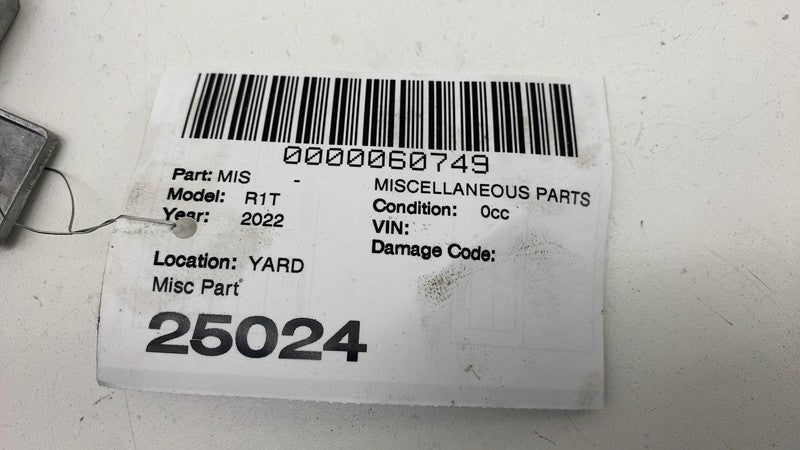 0000060749
Part: MIS - MISCELLANEOUS PARTS
Model: R1T Condition: 0cc
Year: 2022 VIN:
Damage Code:
Location: YARD
Misc Part
25024